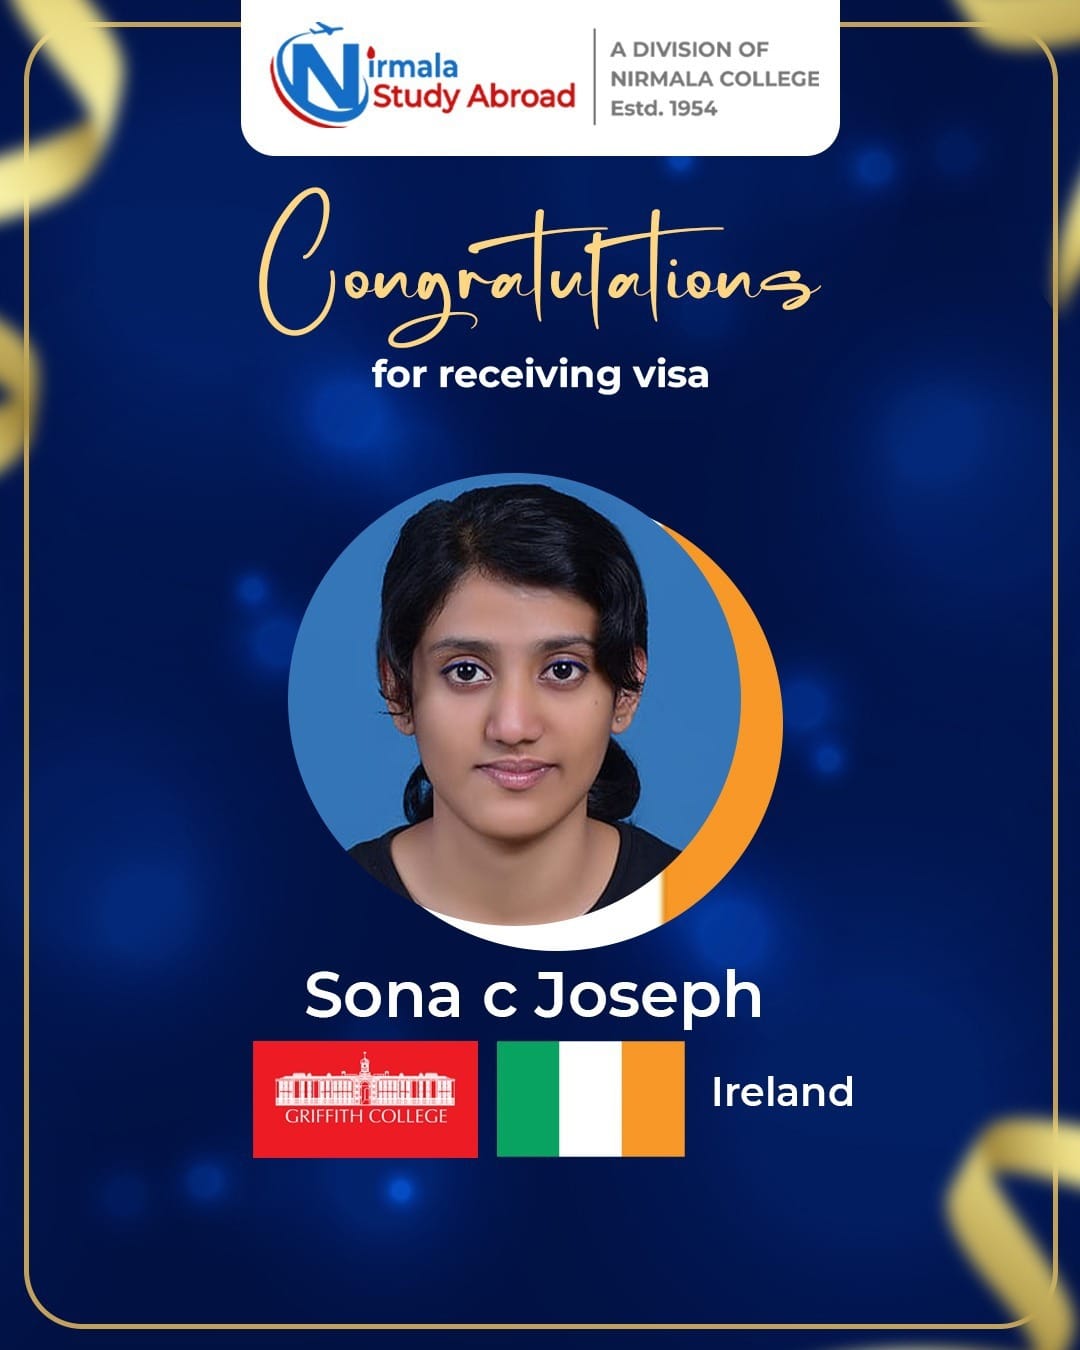 Nirmala
Study Abroad
A DIVISION OF
NIRMALA COLLEGE
Estd. 1954
Congratulations
for receiving visa
Sona c Joseph
GRIFFITH COLLEGE
Ireland